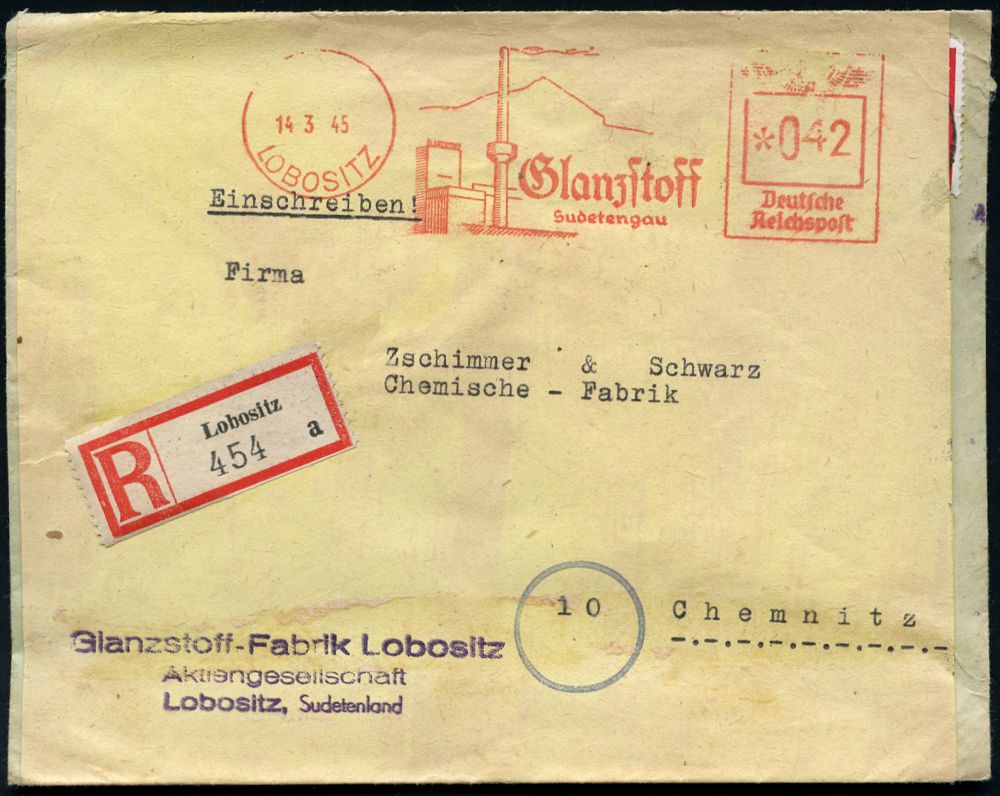 14 3 45
LOBOSITZ
Glanzstoff
Sudetengau
*042
Deutsche
Reichspost
Einschreiben!
Firma
Zschimmer & Schwarz
Chemische - Fabrik
R Lobositz
454 a
10 Chemnitz
Glanzstoff-Fabrik Lobositz
Aktiengesellschaft
Lobositz, Sudetenland